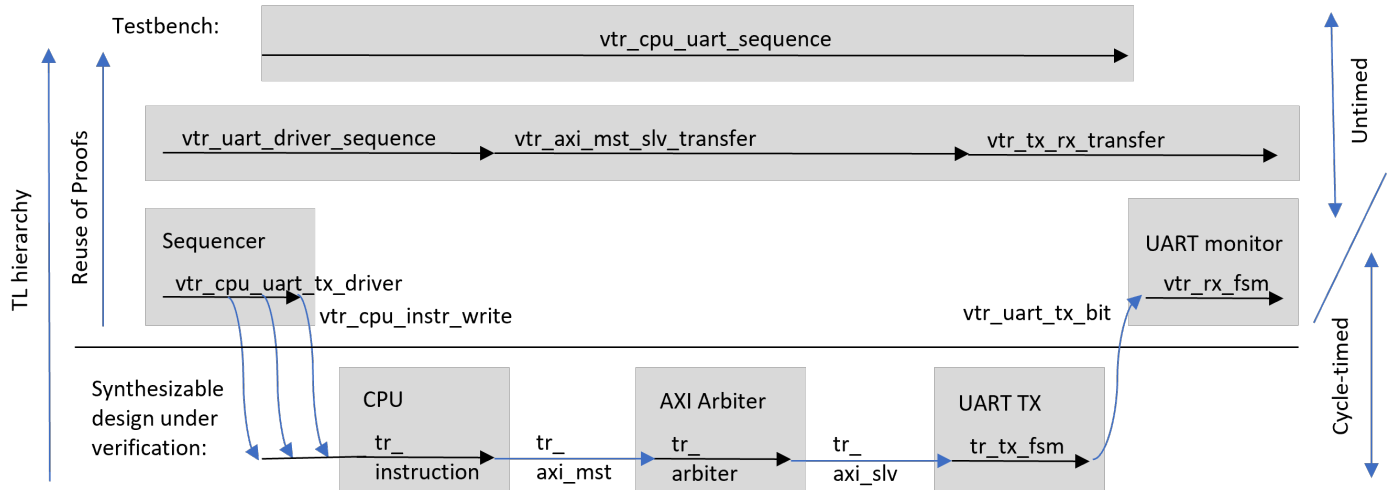 Testbench:
vtr_cpu_uart_sequence
vtr_uart_driver_sequence
vtr_axi_mst_slv_transfer
vtr_tx_rx_transfer
Untimed
TL hierarchy
Reuse of Proofs
Sequencer
vtr_cpu_uart_tx_driver
vtr_cpu_instr_write
UART monitor
vtr_rx_fsm
vtr_uart_tx_bit
Cycle-timed
Synthesizable
design under
verification:
CPU
tr_
instruction
tr_
axi_mst
AXI Arbiter
tr_
arbiter
tr_
axi_slv
UART TX
tr_tx_fsm